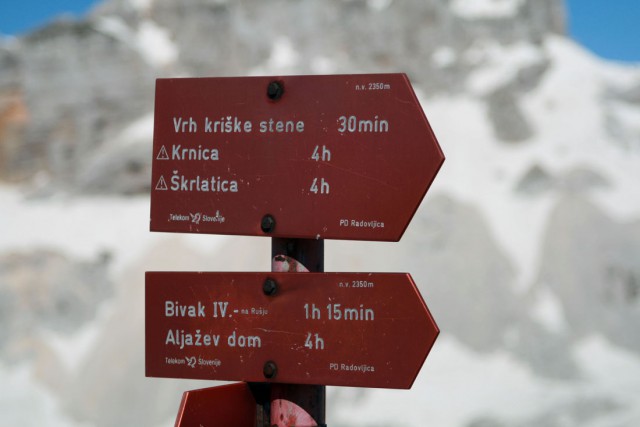 n.v. 2350m
Vrh kriške stene 30min
Krnica 4h
Škrlatica 4h
Telekom Slovenije PD Radovljica
n.v. 2350m
Bivak IV.- na Rušju 1h 15min
Aljažev dom 4h
Telekom Slovenije PD Radovljica